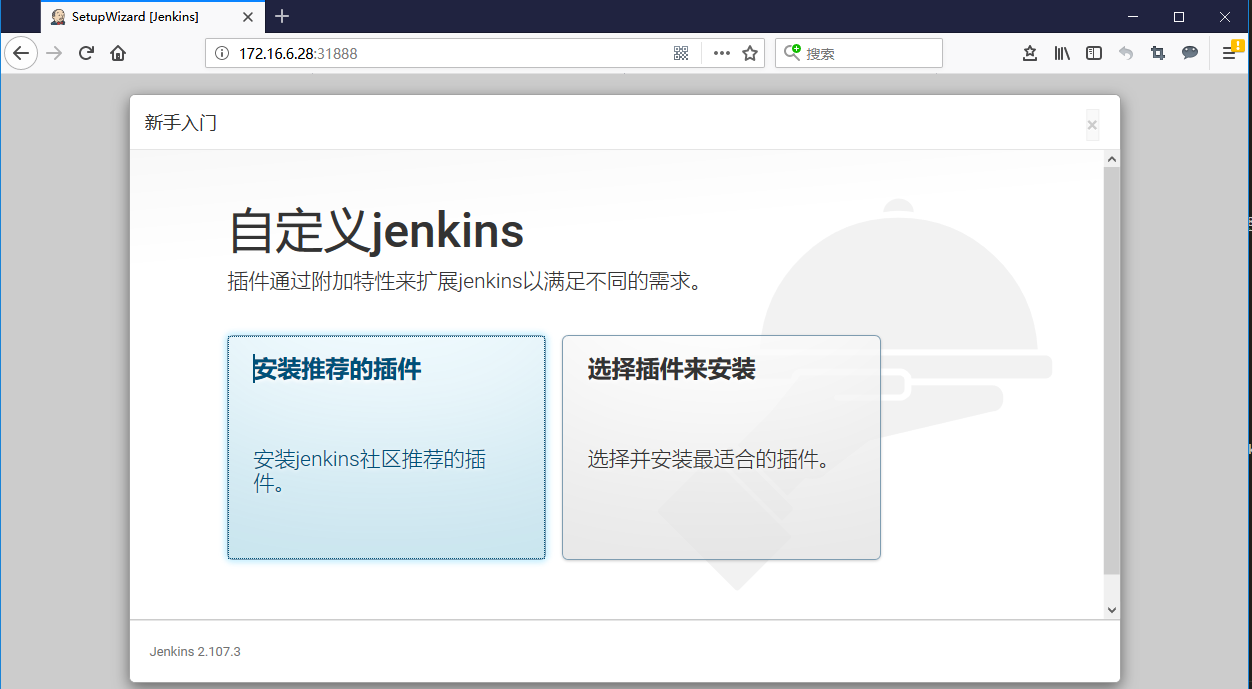 SetupWizard [Jenkins]
172.16.6.28:31888
搜索
新手入门
自定义jenkins
插件通过附加特性来扩展jenkins以满足不同的需求。
安装推荐的插件
安装jenkins社区推荐的插
件。
选择插件来安装
选择并安装最适合的插件。
Jenkins 2.107.3